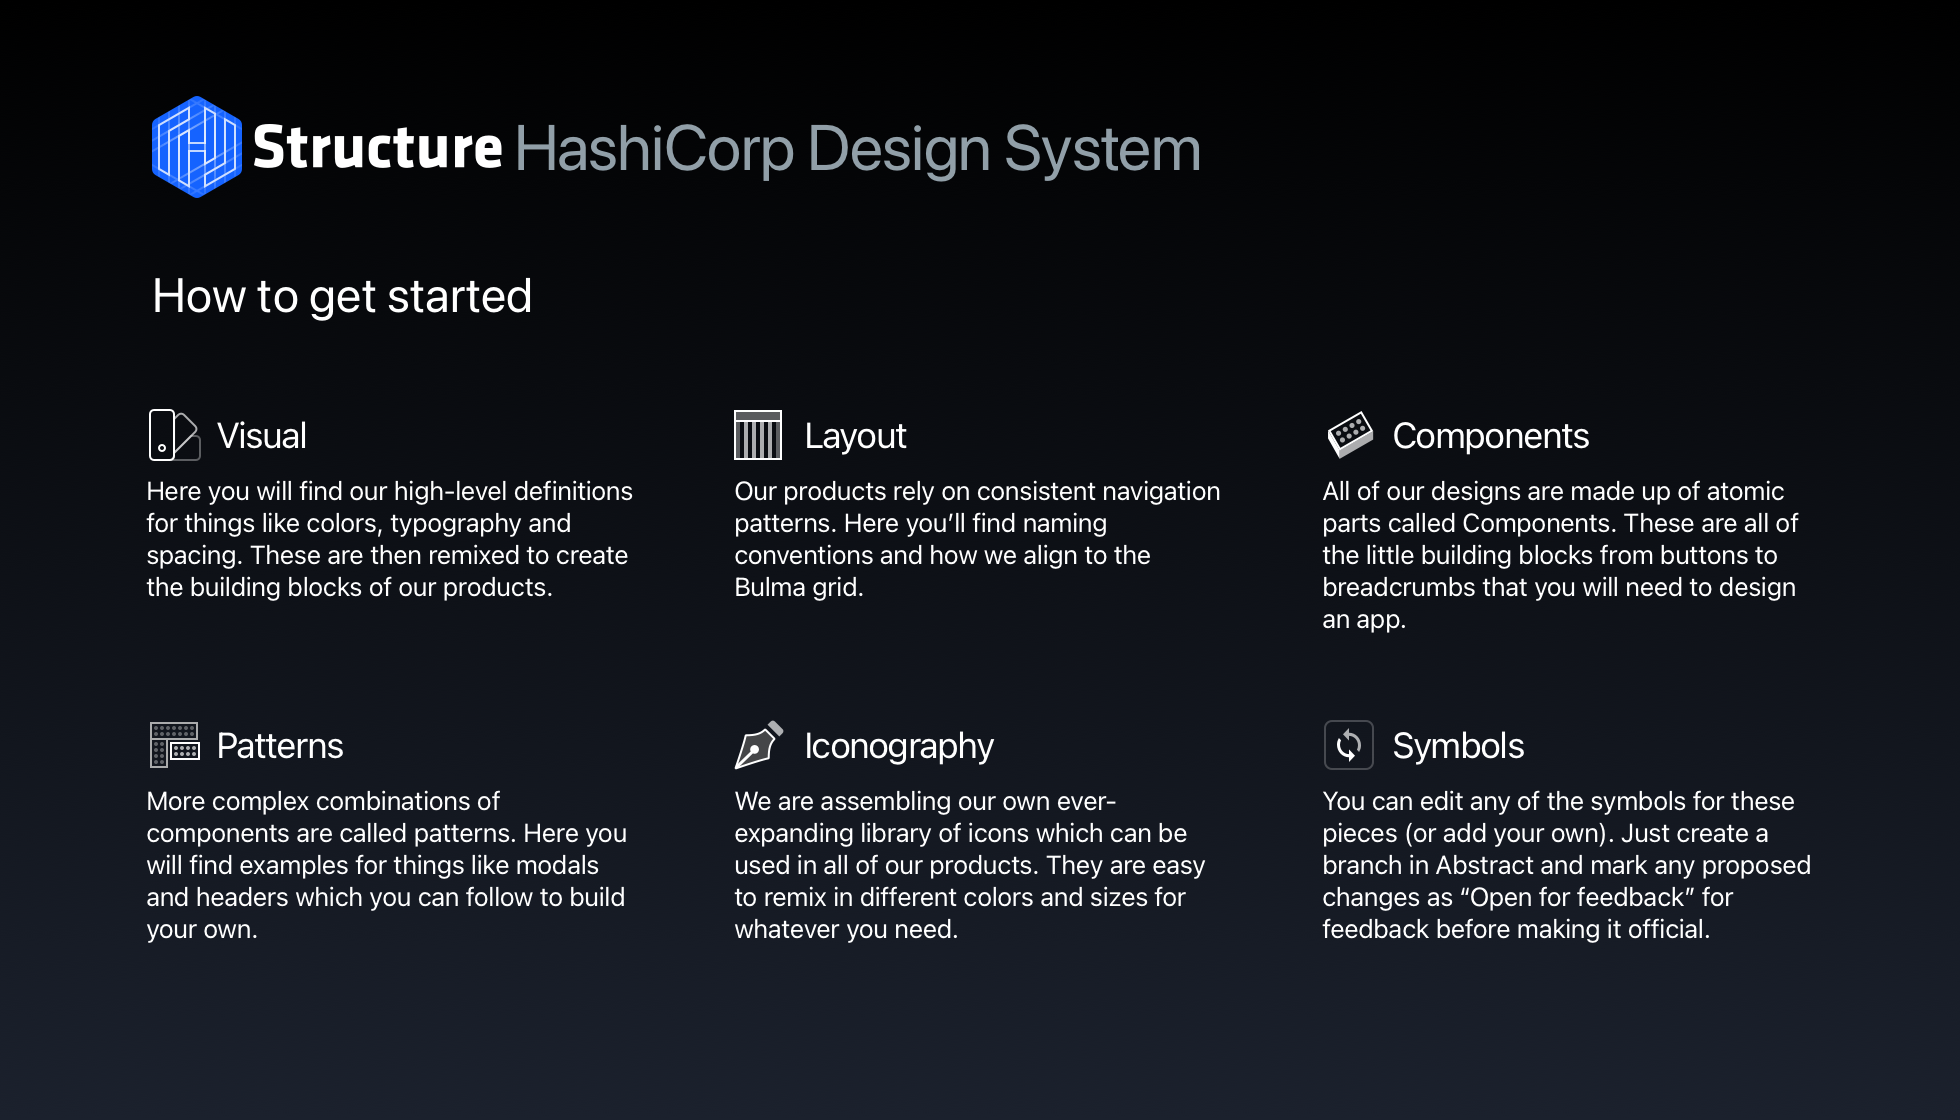 Structure HashiCorp Design System
How to get started
Visual
Here you will find our high-level definitions
for things like colors, typography and
spacing. These are then remixed to create
the building blocks of our products.
Layout
Our products rely on consistent navigation
patterns. Here you’ll find naming
conventions and how we align to the
Bulma grid.
Components
All of our designs are made up of atomic
parts called Components. These are all of
the little building blocks from buttons to
breadcrumbs that you will need to design
an app.
Patterns
More complex combinations of
components are called patterns. Here you
will find examples for things like modals
and headers which you can follow to build
your own.
Iconography
We are assembling our own ever-
expanding library of icons which can be
used in all of our products. They are easy
to remix in different colors and sizes for
whatever you need.
Symbols
You can edit any of the symbols for these
pieces (or add your own). Just create a
branch in Abstract and mark any proposed
changes as “Open for feedback” for
feedback before making it official.